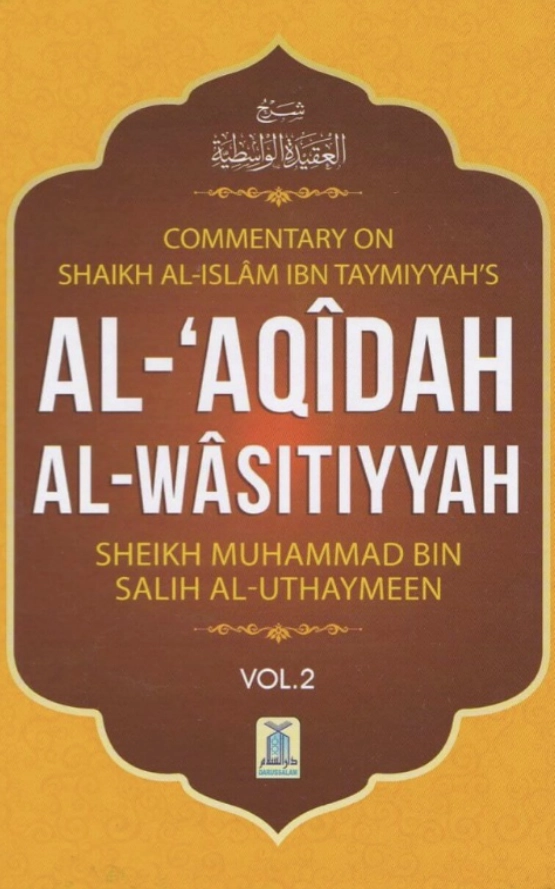 شرح
العقيدة الواسطية
COMMENTARY ON
SHAIKH AL-ISLÂM IBN TAYMIYYAH'S
AL-‘AQÎDAH
AL-WÂSITIYYAH
SHEIKH MUHAMMAD BIN
SALIH AL-UTHAYMEEN
VOL.2
دارالسلام
DARUSSALAM